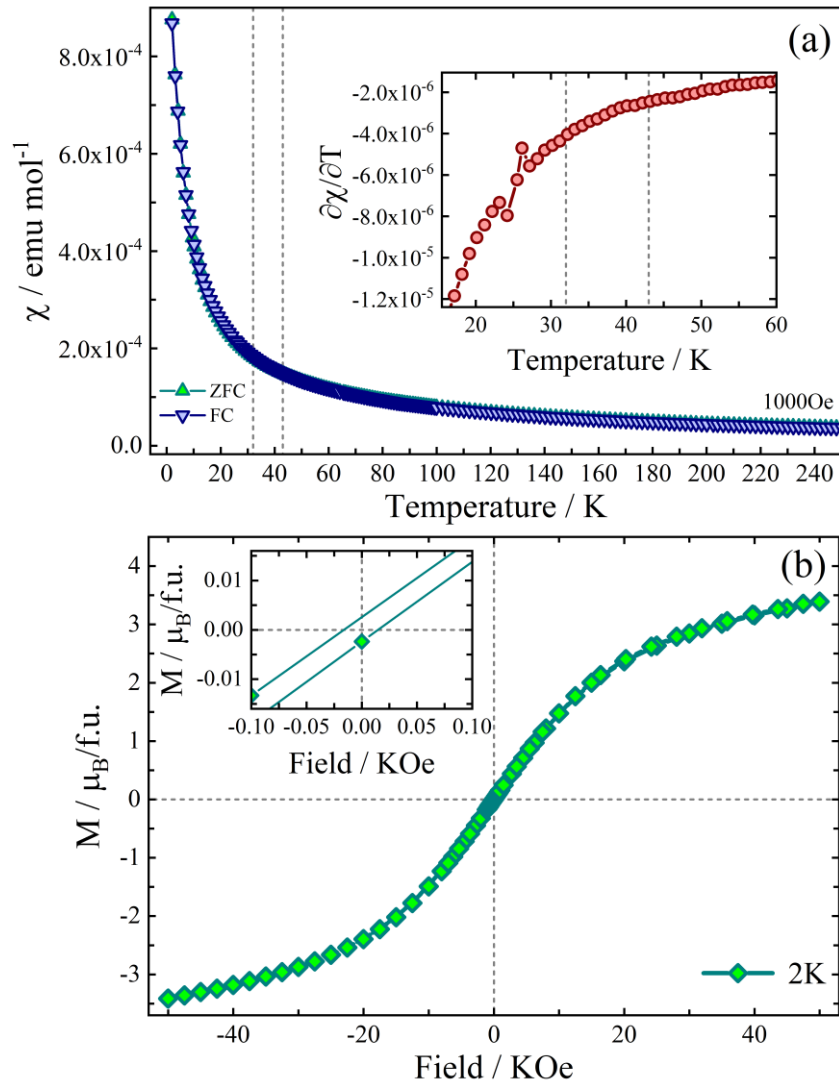 (a)
χ / emu mol⁻¹
8.0x10⁻⁴
6.0x10⁻⁴
4.0x10⁻⁴
2.0x10⁻⁴
0.0
∂χ/∂T
-2.0x10⁻⁶
-4.0x10⁻⁶
-6.0x10⁻⁶
-8.0x10⁻⁶
-1.0x10⁻⁵
-1.2x10⁻⁵
20 30 40 50 60
Temperature / K
ZFC
FC
1000Oe
0 20 40 60 80 100 120 140 160 180 200 220 240
Temperature / K
(b)
M / μB/f.u.
4
3
2
1
0
-1
-2
-3
M / μB/f.u.
0.01
0.00
-0.01
-0.10 -0.05 0.00 0.05 0.10
Field / KOe
2K
-40 -20 0 20 40
Field / KOe